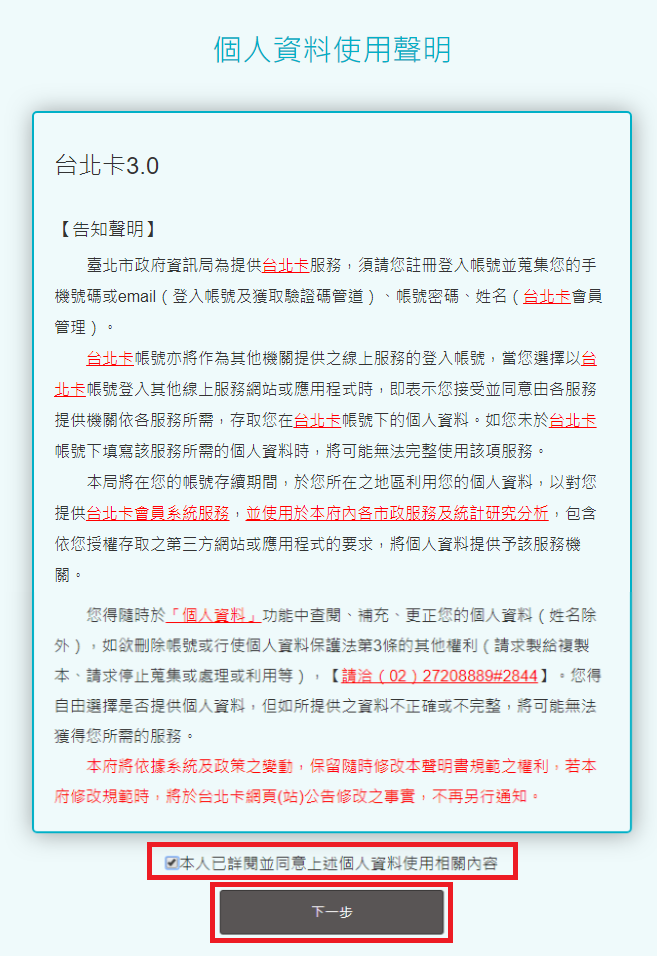 個人資料使用聲明
台北卡3.0
【告知聲明】
臺北市政府資訊局為提供台北卡服務，須請您註冊登入帳號並蒐集您的手
機號碼或email（登入帳號及獲取驗證碼管道）、帳號密碼、姓名（台北卡會員
管理）。
台北卡帳號亦將作為其他機關提供之線上服務的登入帳號，當您選擇以台
北卡帳號登入其他線上服務網站或應用程式時，即表示您接受並同意由各服務
提供機關依各服務所需，存取您在台北卡帳號下的個人資料。如您未於台北卡
帳號下填寫該服務所需的個人資料時，將可能無法完整使用該項服務。
本局將在您的帳號存續期間，於您所在之地區利用您的個人資料，以對您
提供台北卡會員系統服務，並使用於本府內各市政服務及統計研究分析，包含
依您授權存取之第三方網站或應用程式的要求，將個人資料提供予該服務機
關。
您得隨時於「個人資料」功能中查閱、補充、更正您的個人資料（姓名除
外），如欲刪除帳號或行使個人資料保護法第3條的其他權利（請求製給複製
本、請求停止蒐集或處理或利用等），【請洽（02）27208889#2844】。您得
自由選擇是否提供個人資料，但如所提供之資料不正確或不完整，將可能無法
獲得您所需的服務。
本府將依據系統及政策之變動，保留隨時修改本聲明書規範之權利，若本
府修改規範時，將於台北卡網頁(站)公告修改之事實，不再另行通知。
本人已詳閱並同意上述個人資料使用相關內容
下一步